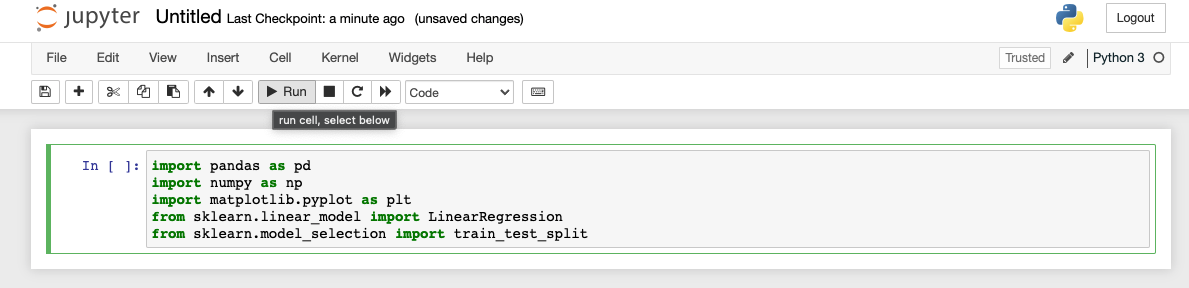 jupyter Untitled Last Checkpoint: a minute ago (unsaved changes) Logout
File Edit View Insert Cell Kernel Widgets Help Trusted Python 3
Run Code
run cell, select below
In [ ]: import pandas as pd
import numpy as np
import matplotlib.pyplot as plt
from sklearn.linear_model import LinearRegression
from sklearn.model_selection import train_test_split